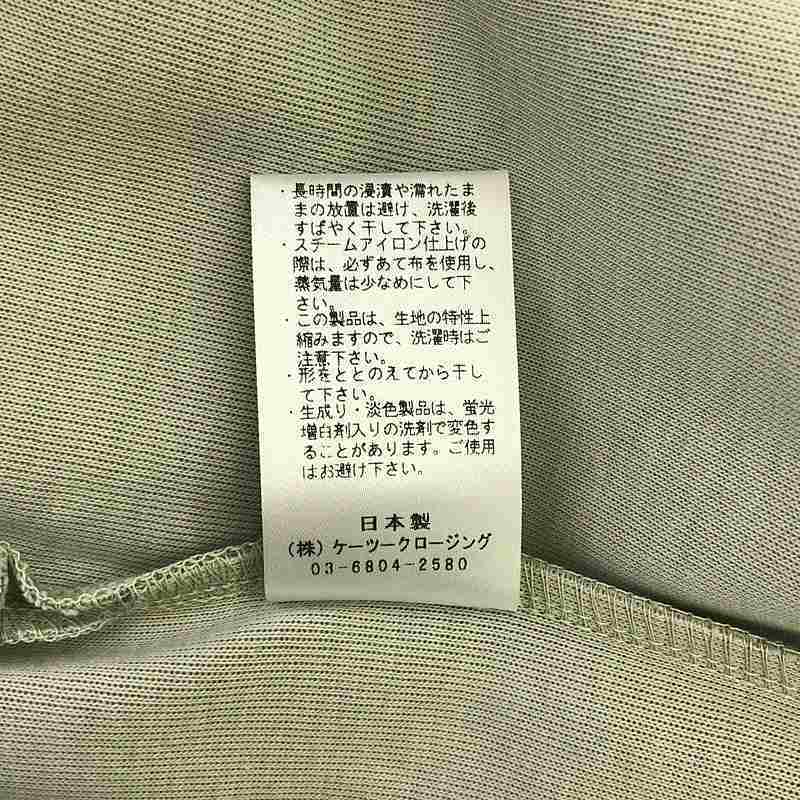 ・長時間の浸漬や濡れたま
まの放置は避け、洗濯後
すばやく干して下さい。
・スチームアイロン仕上げの
際は、必ずあて布を使用し、
蒸気量は少なめにして下
さい。
・この製品は、生地の特性上
縮みますので、洗濯時はご
注意下さい。
・形をととのえてから干し
て下さい。
・生成り・淡色製品は、蛍光
増白剤入りの洗剤で変色す
ることがあります。ご使用
はお避け下さい。
日本製
（株）ケーツークロージング
03-6804-2580